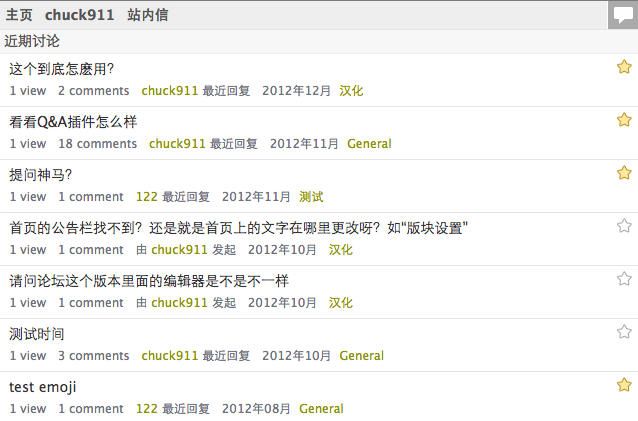 主页 chuck911 站内信
近期讨论
这个到底怎麽用?
1 view 2 comments chuck911 最近回复 2012年12月 汉化
看看Q&A插件怎么样
1 view 18 comments chuck911 最近回复 2012年11月 General
提问神马?
1 view 1 comment 122 最近回复 2012年11月 测试
首页的公告栏找不到？还是就是首页上的文字在哪里更改呀？如“版块设置”
1 view 1 comment 由 chuck911 发起 2012年10月 汉化
请问论坛这个版本里面的编辑器是不是不一样
1 view 1 comment 由 chuck911 发起 2012年10月 汉化
测试时间
1 view 3 comments chuck911 最近回复 2012年10月 General
test emoji
1 view 1 comment 122 最近回复 2012年08月 General